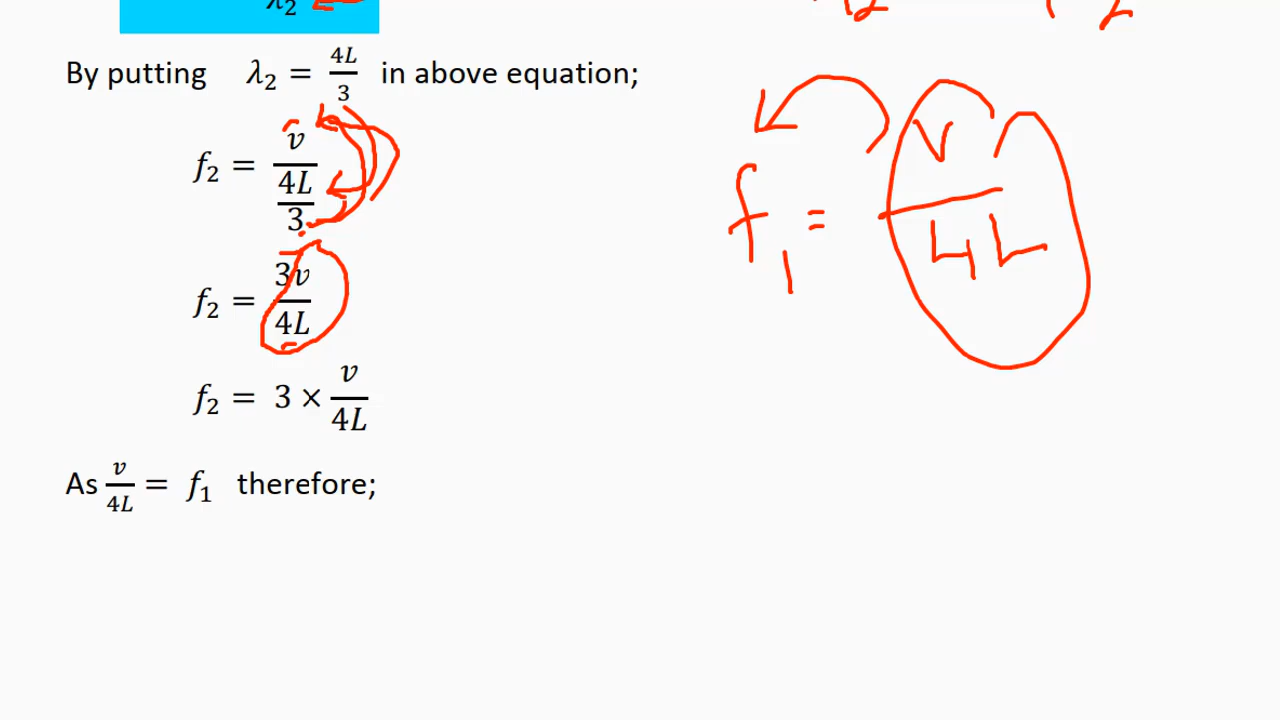 λ₂
By putting λ₂ = 4L/3 in above equation;
f₂ = v/(4L/3)
f₂ = 3v/4L
f₂ = 3 × v/4L
As v/4L = f₁ therefore;
f₁ = v/4L